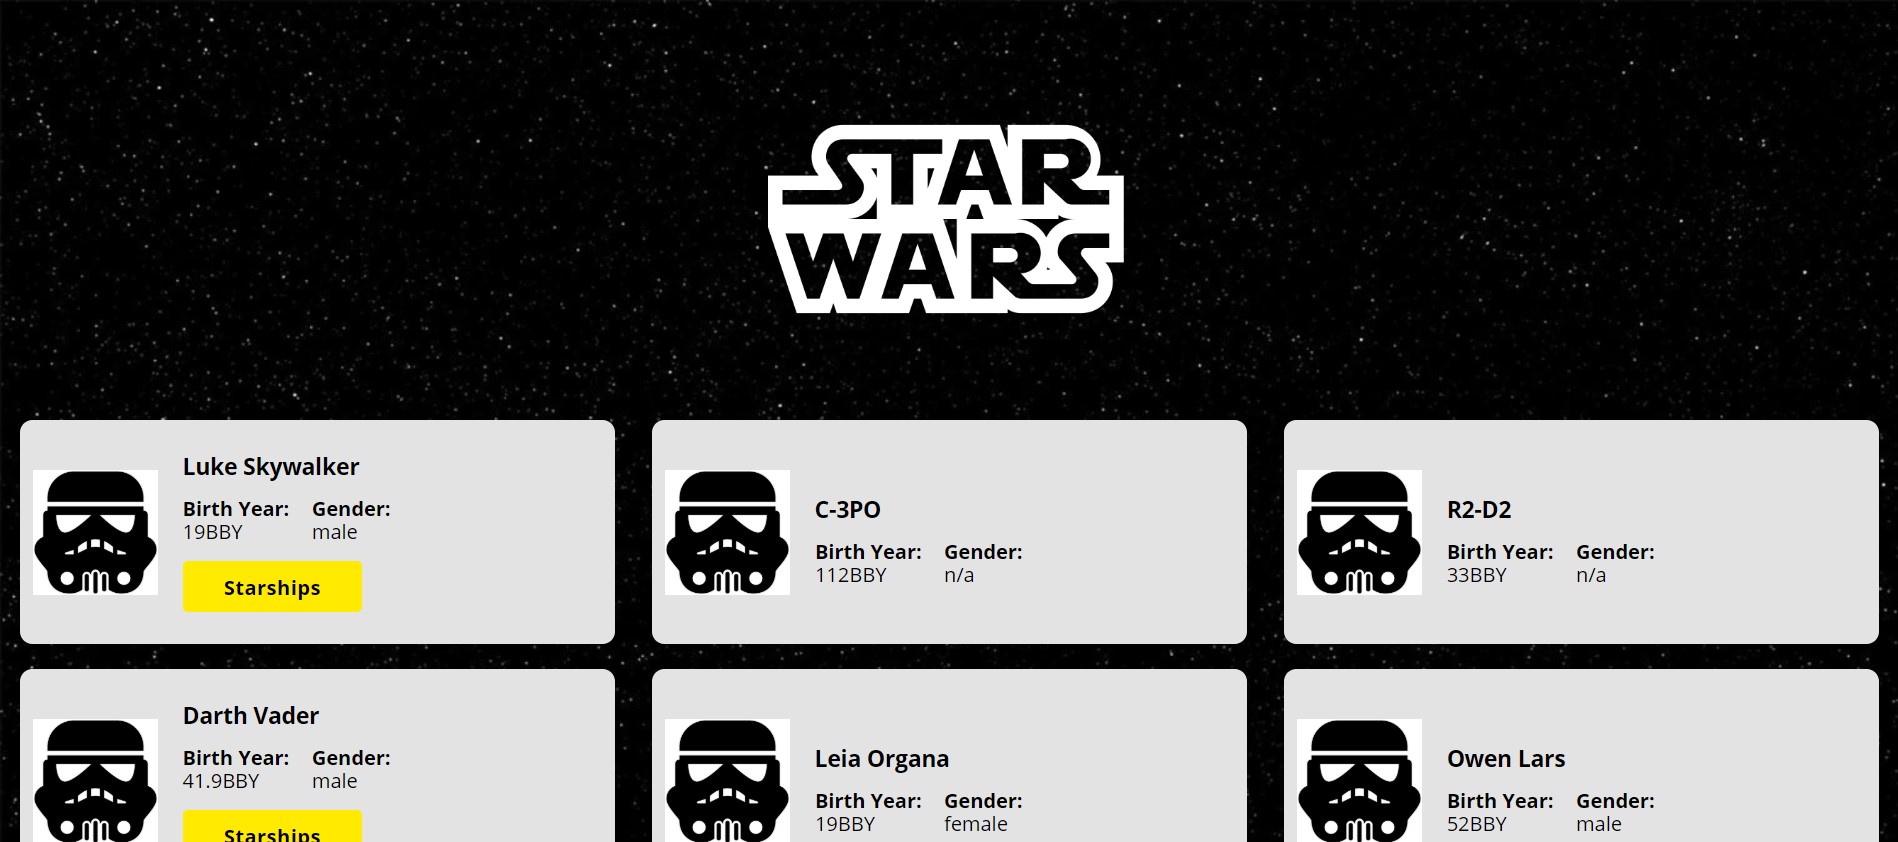 STAR
WARS
Luke Skywalker
Birth Year: Gender:
19BBY male
Starships
C-3PO
Birth Year: Gender:
112BBY n/a
R2-D2
Birth Year: Gender:
33BBY n/a
Darth Vader
Birth Year: Gender:
41.9BBY male
Starships
Leia Organa
Birth Year: Gender:
19BBY female
Owen Lars
Birth Year: Gender:
52BBY male